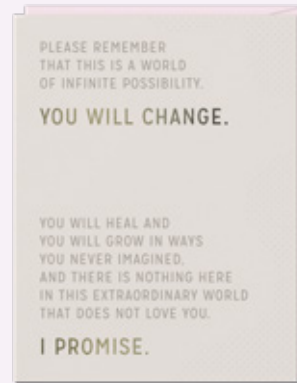 PLEASE REMEMBER
THAT THIS IS A WORLD
OF INFINITE POSSIBILITY.
YOU WILL CHANGE.
YOU WILL HEAL AND
YOU WILL GROW IN WAYS
YOU NEVER IMAGINED,
AND THERE IS NOTHING HERE
IN THIS EXTRAORDINARY WORLD
THAT DOES NOT LOVE YOU.
I PROMISE.